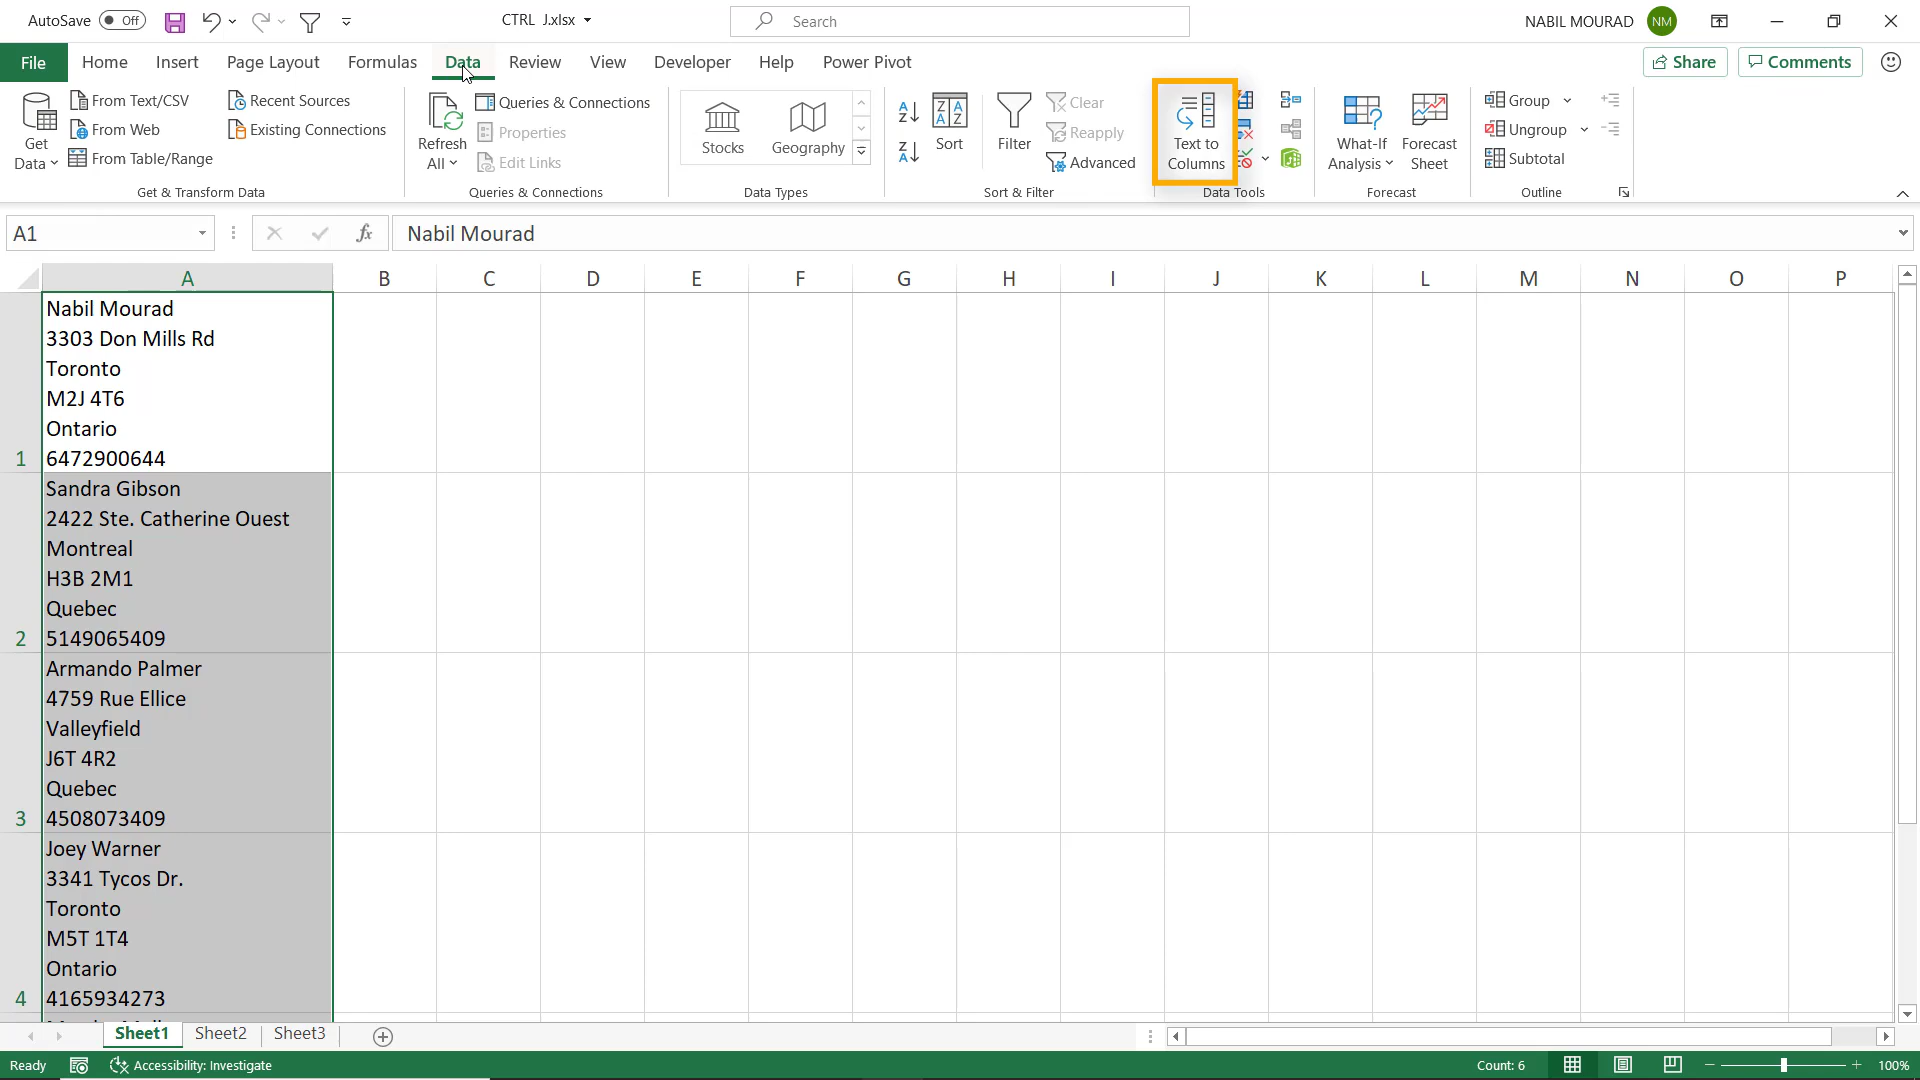 AutoSave Off
CTRL J.xlsx
Search
NABIL MOURAD NM
File Home Insert Page Layout Formulas Data Review View Developer Help Power Pivot
Share
Comments
Get Data
From Text/CSV
From Web
From Table/Range
Recent Sources
Existing Connections
Get & Transform Data
Refresh All
Queries & Connections
Properties
Edit Links
Queries & Connections
Stocks
Geography
Data Types
Sort
Filter
Clear
Reapply
Advanced
Sort & Filter
Text to Columns
Data Tools
What-If Analysis
Forecast Sheet
Forecast
Group
Ungroup
Subtotal
Outline
A1
fx
Nabil Mourad
A B C D E F G H I J K L M N O P
Nabil Mourad
3303 Don Mills Rd
Toronto
M2J 4T6
Ontario
1 6472900644
Sandra Gibson
2422 Ste. Catherine Ouest
Montreal
H3B 2M1
Quebec
2 5149065409
Armando Palmer
4759 Rue Ellice
Valleyfield
J6T 4R2
Quebec
3 4508073409
Joey Warner
3341 Tycos Dr.
Toronto
M5T 1T4
Ontario
4 4165934273
Sheet1 Sheet2 Sheet3
Ready
Accessibility: Investigate
Count: 6
100%